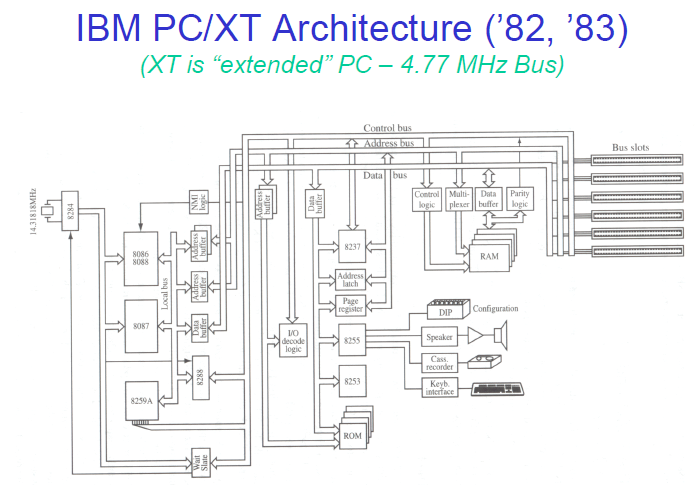 IBM PC/XT Architecture ('82, '83)
(XT is “extended” PC – 4.77 MHz Bus)
Control bus
Address bus
Data bus
Bus slots
14.31818MHz
8284
NMI
logic
Address
buffer
Data
buffer
Control
logic
Multi-
plexer
Data
buffer
Parity
logic
RAM
8086
8088
Local bus
Address
buffer
8237
Address
buffer
Address
latch
Page
register
8087
Data
buffer
I/O
decode
logic
8255
DIP
Configuration
Speaker
Cass.
recorder
Keyb.
interface
8288
8253
8259A
ROM
Wait
State